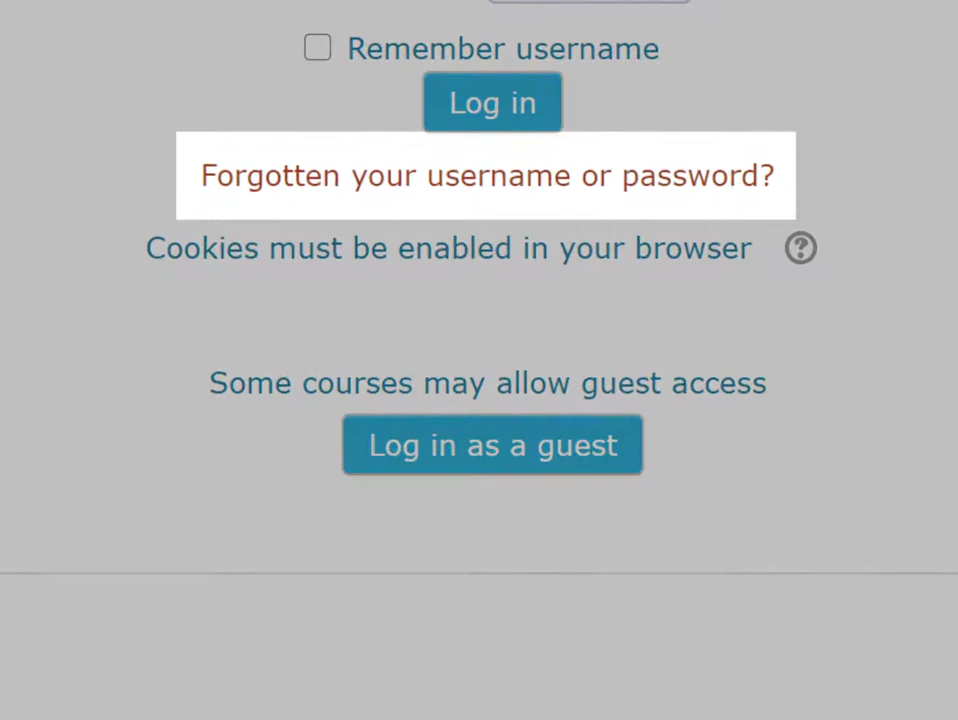 Remember username
Log in
Forgotten your username or password?
Cookies must be enabled in your browser
Some courses may allow guest access
Log in as a guest